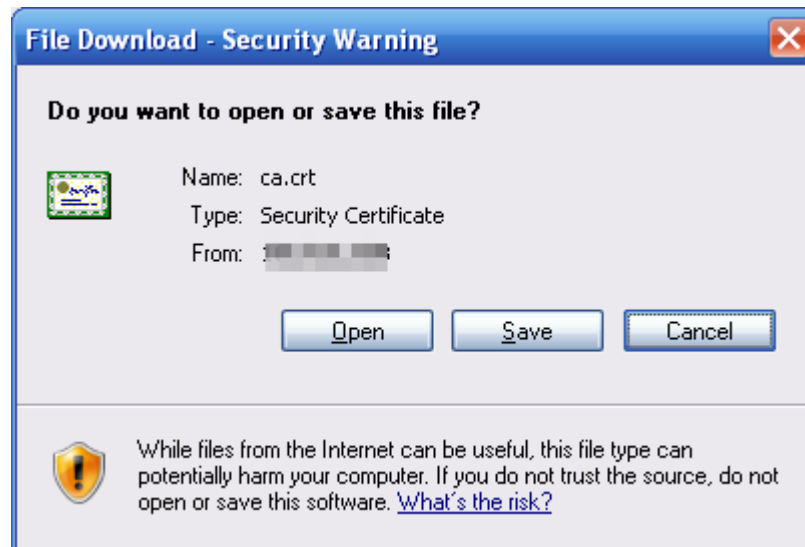 File Download - Security Warning
Do you want to open or save this file?
Name: ca.crt
Type: Security Certificate
From:
Open Save Cancel
While files from the Internet can be useful, this file type can
potentially harm your computer. If you do not trust the source, do not
open or save this software. What's the risk?